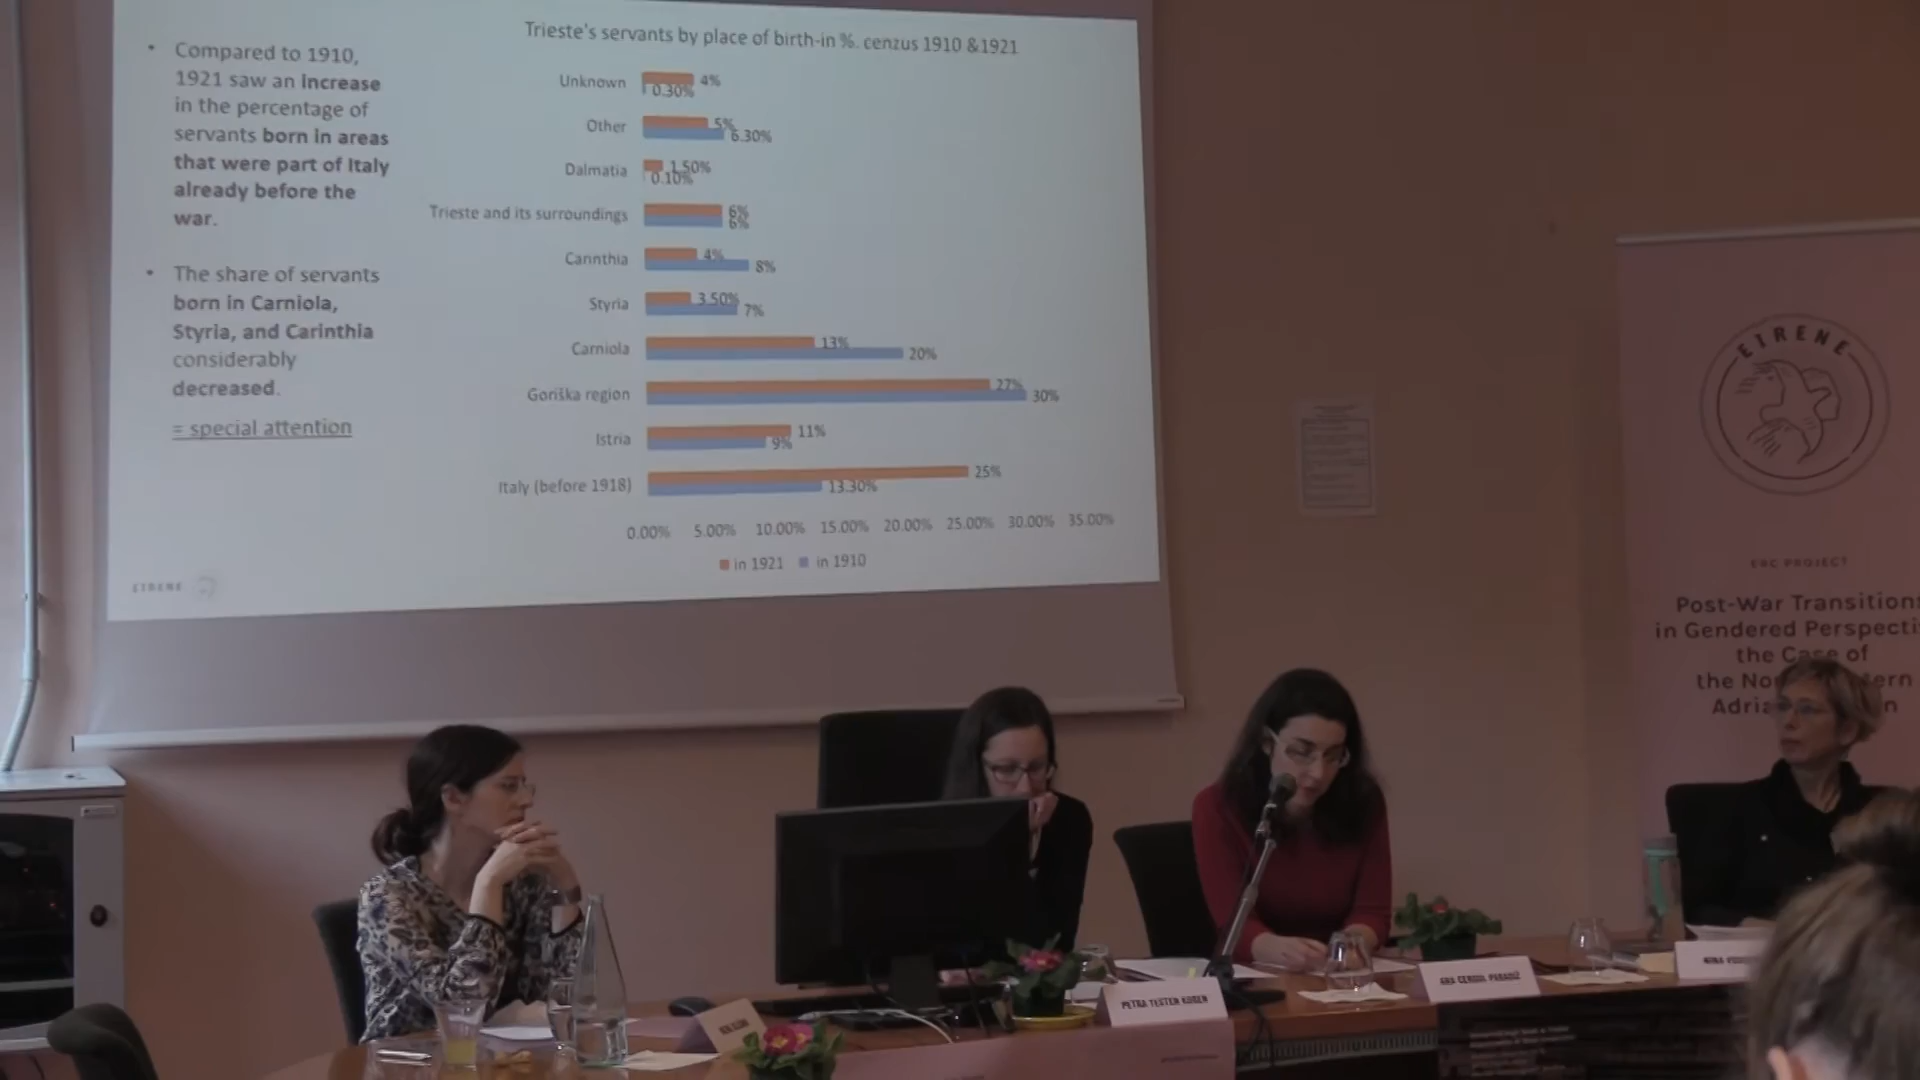 • Compared to 1910,
1921 saw an increase
in the percentage of
servants born in areas
that were part of Italy
already before the
war.
• The share of servants
born in Carniola,
Styria, and Carinthia
considerably
decreased.
= special attention
ETRENE
Trieste's servants by place of birth-in %. cenzus 1910 &1921
Unknown 4%
0.30%
Other 5%
6.30%
Dalmatia 1.50%
0.10%
Trieste and its surroundings 6%
6%
Carinthia 4%
8%
Styria 3.50%
7%
Carniola 13%
20%
Goriška region 27%
30%
Istria 11%
9%
Italy (before 1918) 25%
13.30%
0.00% 5.00% 10.00% 15.00% 20.00% 25.00% 30.00% 35.00%
in 1921 in 1910
EIRENE
ERC PROJECT
Post-War Transition
in Gendered Perspecti
the Case of
the No tern
Adria n
PETRA TESTEN KOREN
ANA CERGOL PARADIŽ